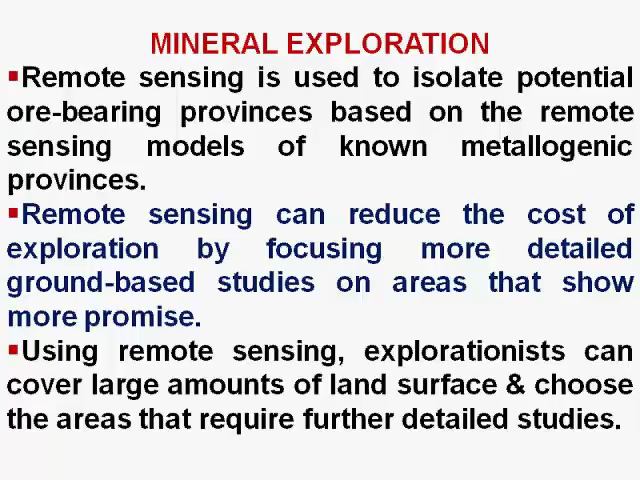 MINERAL EXPLORATION
▪Remote sensing is used to isolate potential
ore-bearing provinces based on the remote
sensing models of known metallogenic
provinces.
▪Remote sensing can reduce the cost of
exploration by focusing more detailed
ground-based studies on areas that show
more promise.
▪Using remote sensing, explorationists can
cover large amounts of land surface & choose
the areas that require further detailed studies.